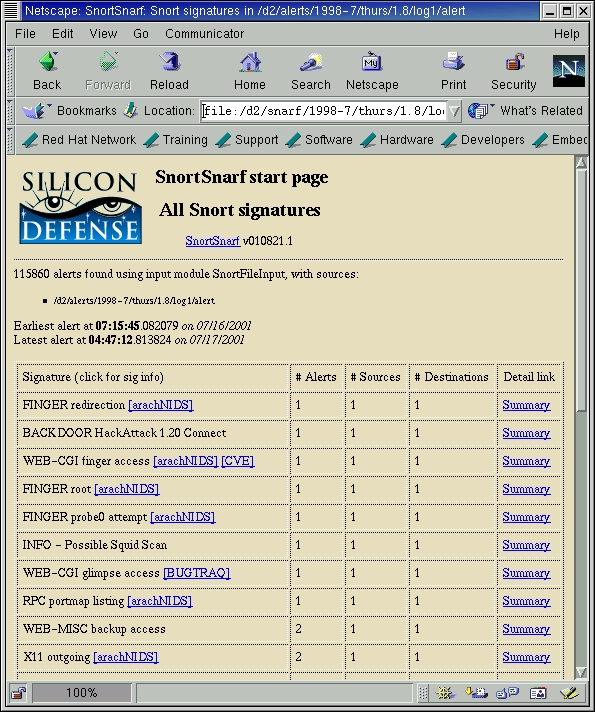 Netscape: SnortSnarf: Snort signatures in /d2/alerts/1998-7/thurs/1.8/log1/alert
File Edit View Go Communicator Help
Back Forward Reload Home Search Netscape Print Security
My
N
Bookmarks Location: file:/d2/snarf/1998-7/thurs/1.8/lo What's Related
Red Hat Network Training Support Software Hardware Developers Embec
SILICON
DEFENSE
SnortSnarf start page
All Snort signatures
SnortSnarf v010821.1
115860 alerts found using input module SnortFileInput, with sources:
/d2/alerts/1998-7/thurs/1.8/log1/alert
Earliest alert at 07:15:45.082079 on 07/16/2001
Latest alert at 04:47:12.813824 on 07/17/2001
Signature (click for sig info) # Alerts # Sources # Destinations Detail link
FINGER redirection [arachNIDS] 1 1 1 Summary
BACKDOOR HackAttack 1.20 Connect 1 1 1 Summary
WEB-CGI finger access [arachNIDS] [CVE] 1 1 1 Summary
FINGER root [arachNIDS] 1 1 1 Summary
FINGER probe0 attempt [arachNIDS] 1 1 1 Summary
INFO - Possible Squid Scan 1 1 1 Summary
WEB-CGI glimpse access [BUGTRAQ] 1 1 1 Summary
RPC portmap listing [arachNIDS] 1 1 1 Summary
WEB-MISC backup access 2 1 1 Summary
X11 outgoing [arachNIDS] 2 1 1 Summary
100%